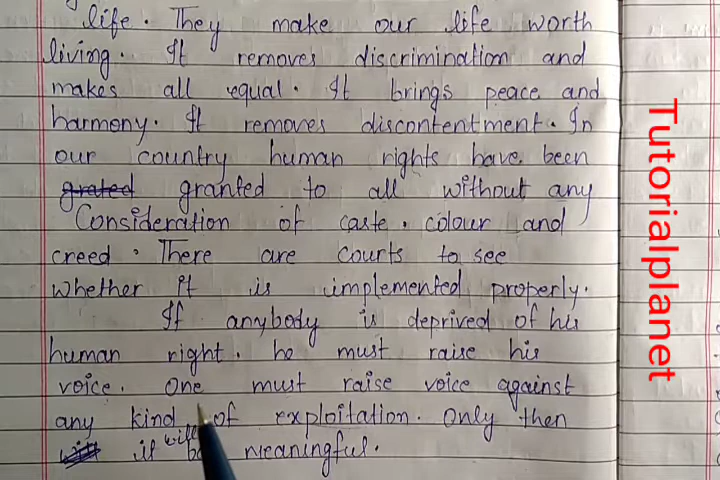 life. They make our life worth
living. It removes discrimination and
makes all equal. It brings peace and
harmony. It removes discontentment. In
our country human rights have been
grated granted to all without any
Consideration of caste. colour and
creed. There are courts to see
whether it is implemented properly.
If anybody is deprived of his
human right. he must raise his
voice. One must raise voice against
any kind of exploitation. Only then
it will be meaningful.
Tutorialplanet